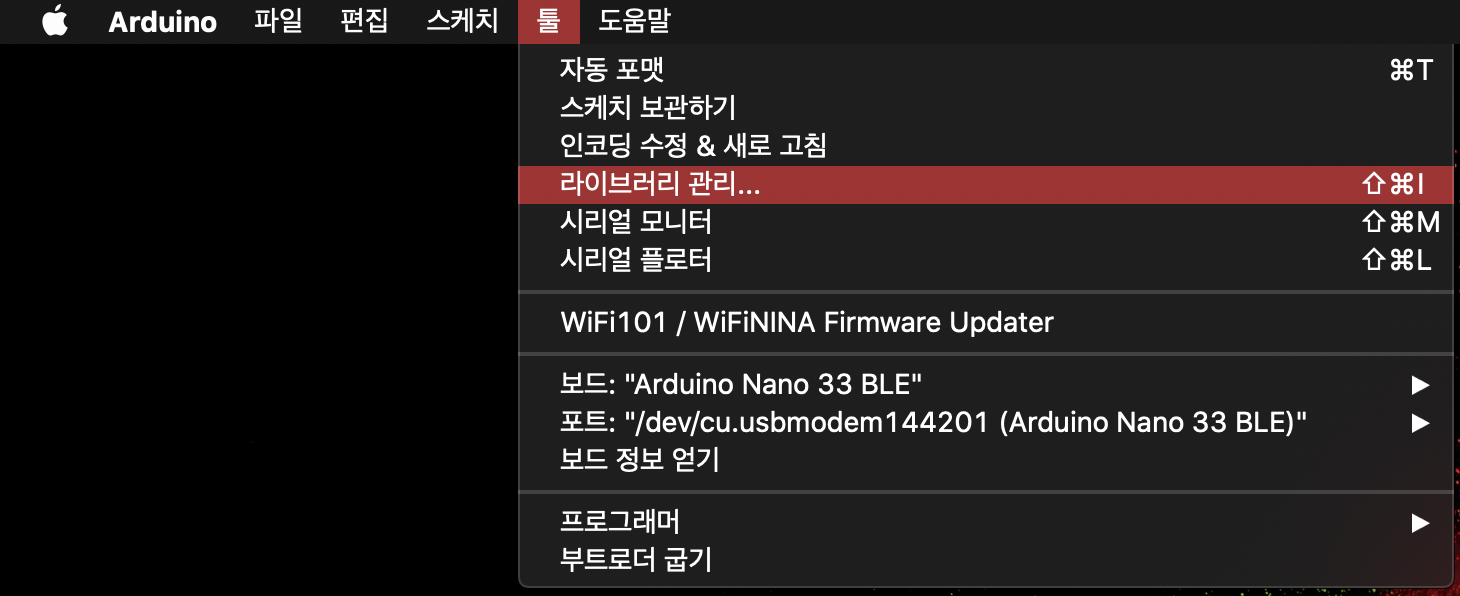 Arduino 파일 편집 스케치 툴 도움말
자동 포맷 ⌘T
스케치 보관하기
인코딩 수정 & 새로 고침
라이브러리 관리... ⇧⌘I
시리얼 모니터 ⇧⌘M
시리얼 플로터 ⇧⌘L
WiFi101 / WiFiNINA Firmware Updater
보드: "Arduino Nano 33 BLE" ▶
포트: "/dev/cu.usbmodem144201 (Arduino Nano 33 BLE)" ▶
보드 정보 얻기
프로그래머 ▶
부트로더 굽기